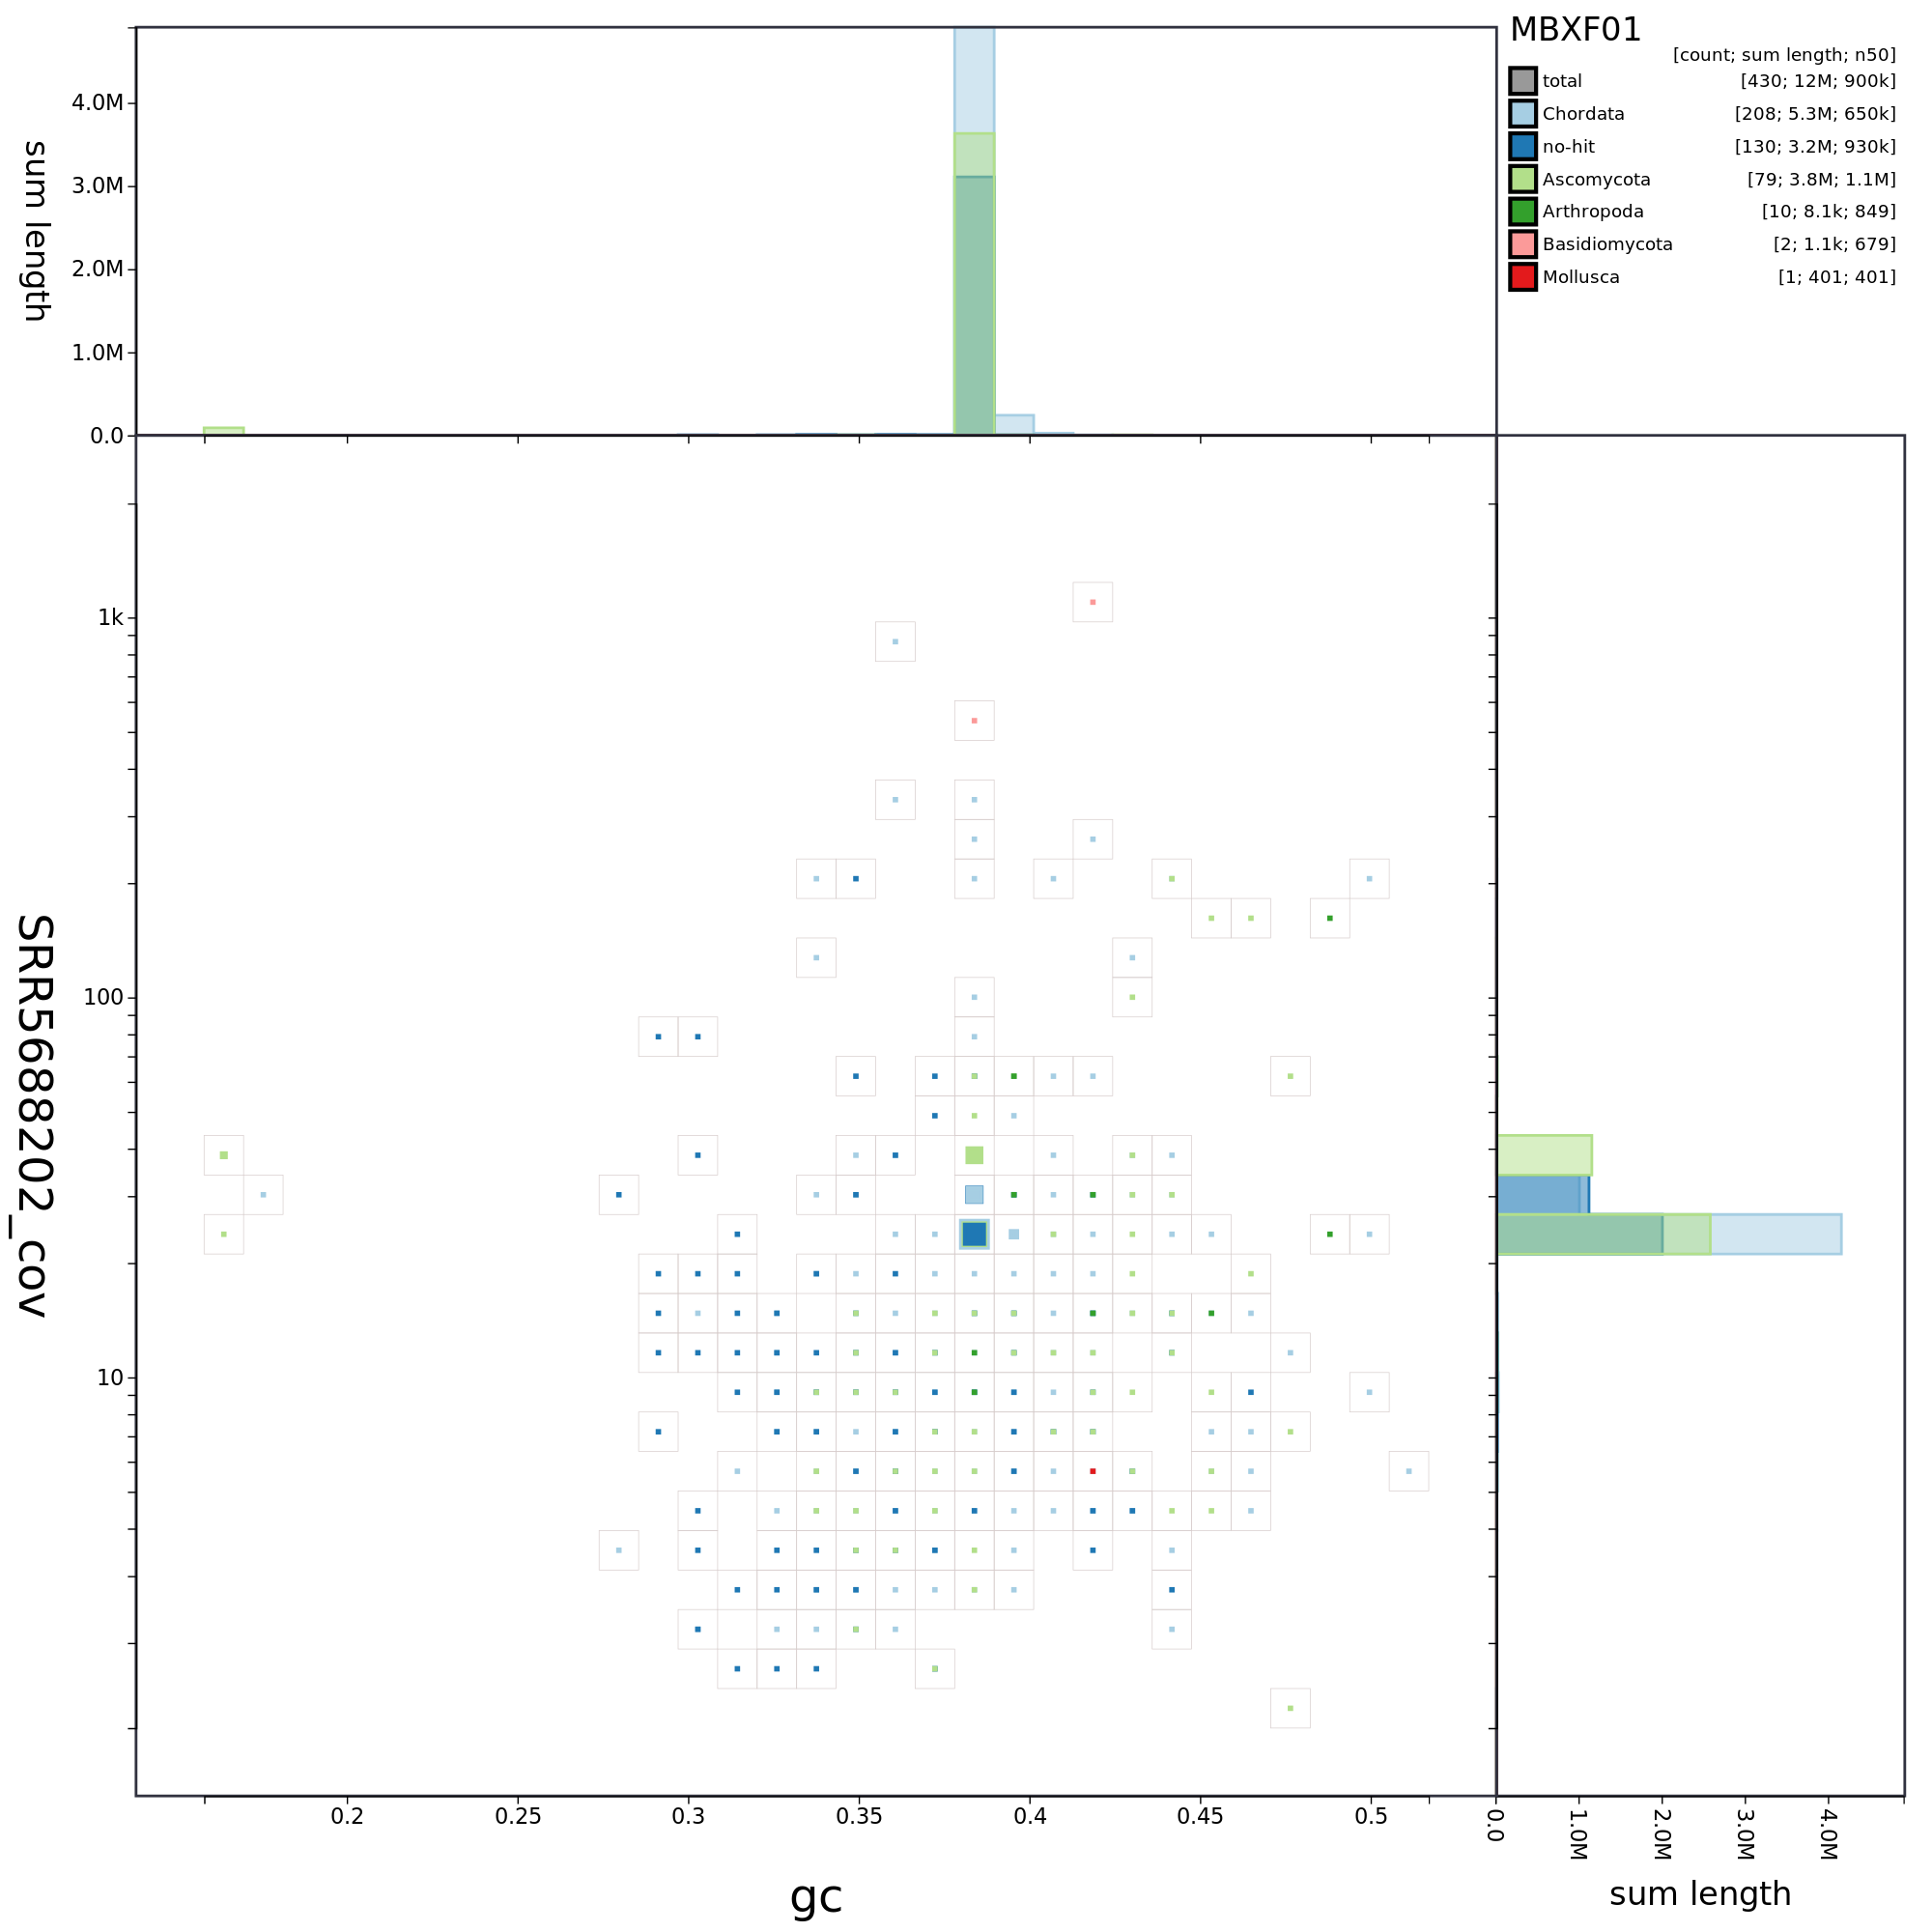 MBXF01
[count; sum length; n50]
total [430; 12M; 900k]
Chordata [208; 5.3M; 650k]
no-hit [130; 3.2M; 930k]
Ascomycota [79; 3.8M; 1.1M]
Arthropoda [10; 8.1k; 849]
Basidiomycota [2; 1.1k; 679]
Mollusca [1; 401; 401]
sum length
4.0M
3.0M
2.0M
1.0M
0.0
SRR5688202_cov
1k
100
10
0.2 0.25 0.3 0.35 0.4 0.45 0.5
gc
0.0 1.0M 2.0M 3.0M 4.0M
sum length